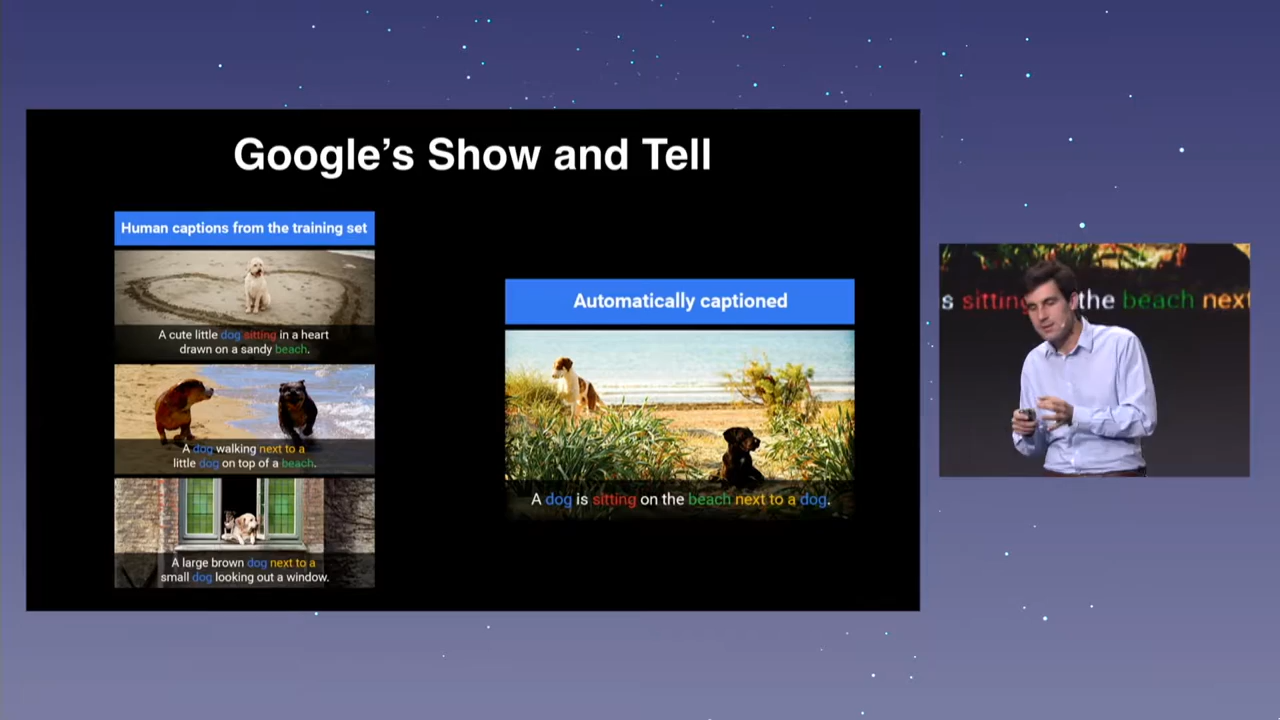 Google's Show and Tell
Human captions from the training set
A cute little dog sitting in a heart
drawn on a sandy beach.
A dog walking next to a
little dog on top of a beach.
A large brown dog next to a
small dog looking out a window.
Automatically captioned
A dog is sitting on the beach next to a dog.
s sitting the beach next